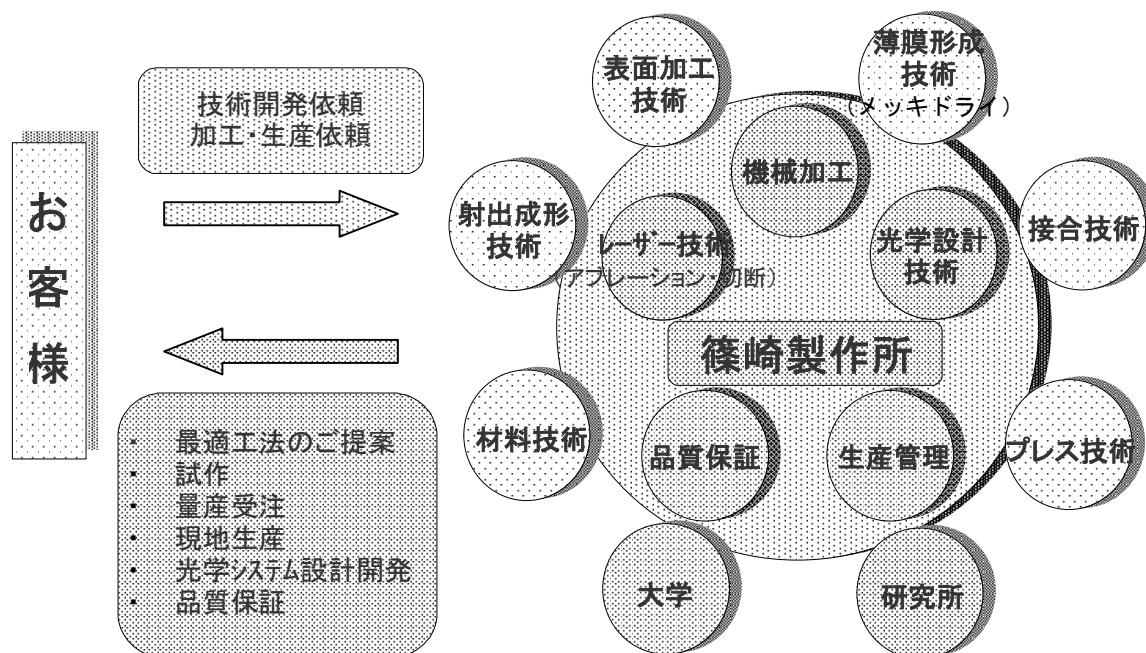 お客様
技術開発依頼
加工・生産依頼
・ 最適工法のご提案
・ 試作
・ 量産受注
・ 現地生産
・ 光学システム設計開発
・ 品質保証
表面加工
技術
薄膜形成
技術
（メッキドライ）
機械加工
射出成形
技術
レーザー技術
（アブレーション・切断）
光学設計
技術
接合技術
篠崎製作所
材料技術
品質保証
生産管理
プレス技術
大学
研究所